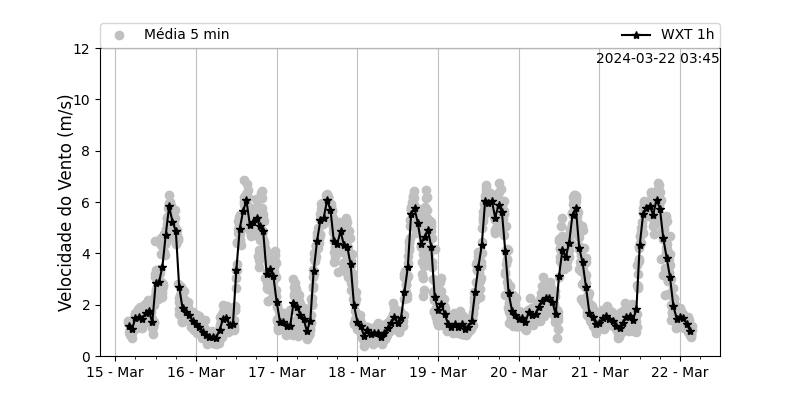 Média 5 min
WXT 1h
2024-03-22 03:45
Velocidade do Vento (m/s)
12
10
8
6
4
2
0
15 - Mar
16 - Mar
17 - Mar
18 - Mar
19 - Mar
20 - Mar
21 - Mar
22 - Mar